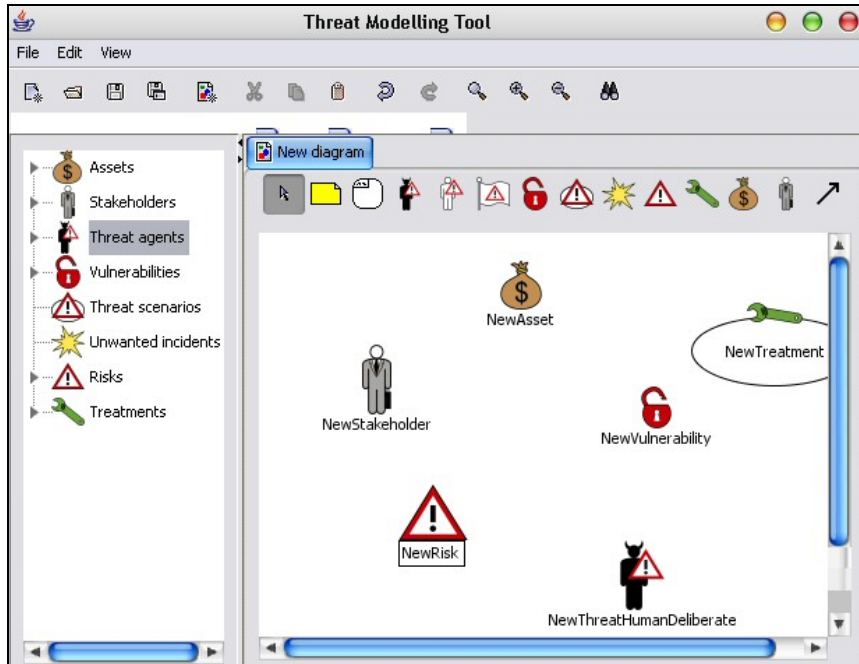 Threat Modelling Tool
File Edit View
New diagram
Assets
Stakeholders
Threat agents
Vulnerabilities
Threat scenarios
Unwanted incidents
Risks
Treatments
$
NewAsset
NewTreatment
NewStakeholder
NewVulnerability
NewRisk
NewThreatHumanDeliberate